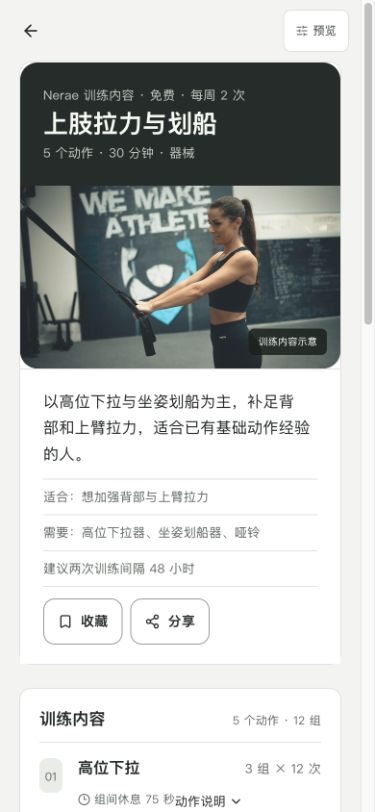 预览
Nerae 训练内容 · 免费 · 每周 2 次
上肢拉力与划船
5 个动作 · 30 分钟 · 器械
WE MAKE
ATHLETE
训练内容示意
以高位下拉与坐姿划船为主，补足背
部和上臂拉力，适合已有基础动作经验
的人。
适合：想加强背部与上臂拉力
需要：高位下拉器、坐姿划船器、哑铃
建议两次训练间隔 48 小时
收藏
分享
训练内容
5 个动作 · 12 组
01
高位下拉
3 组 × 12 次
组间休息 75 秒
动作说明